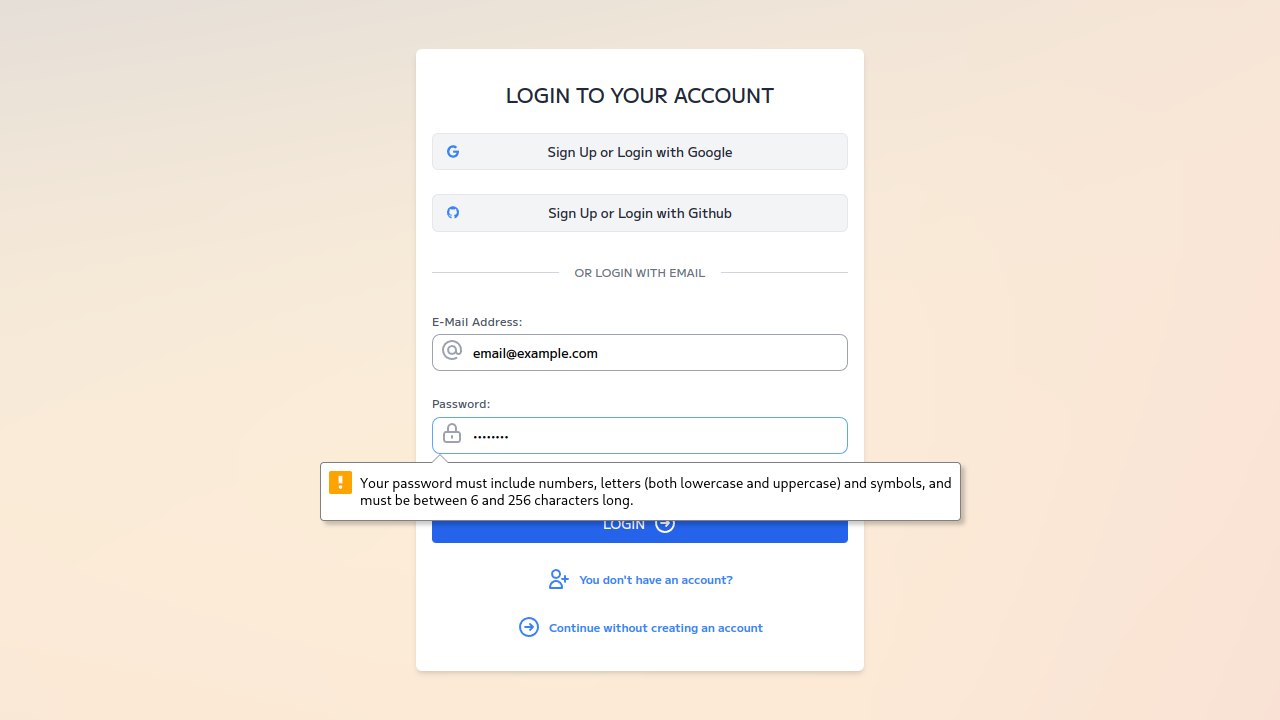 LOGIN TO YOUR ACCOUNT
Sign Up or Login with Google
Sign Up or Login with Github
OR LOGIN WITH EMAIL
E-Mail Address:
email@example.com
Password:
••••••••
Your password must include numbers, letters (both lowercase and uppercase) and symbols, and
must be between 6 and 256 characters long.
LOGIN
You don't have an account?
Continue without creating an account